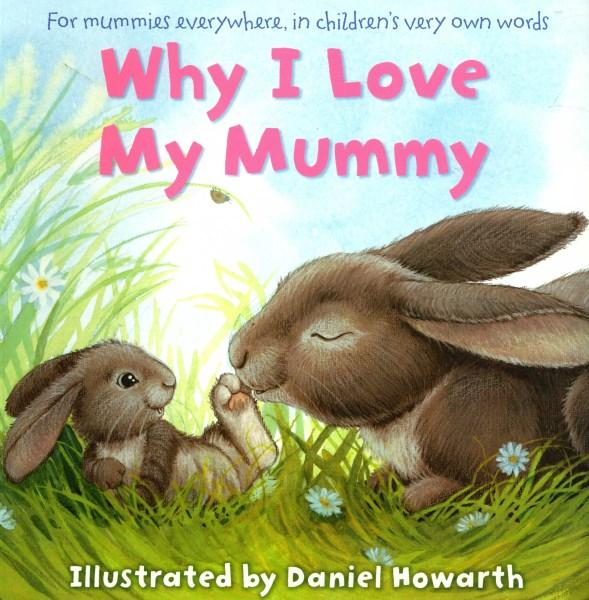 For mummies everywhere, in children's very own words
Why I Love
My Mummy
Illustrated by Daniel Howarth